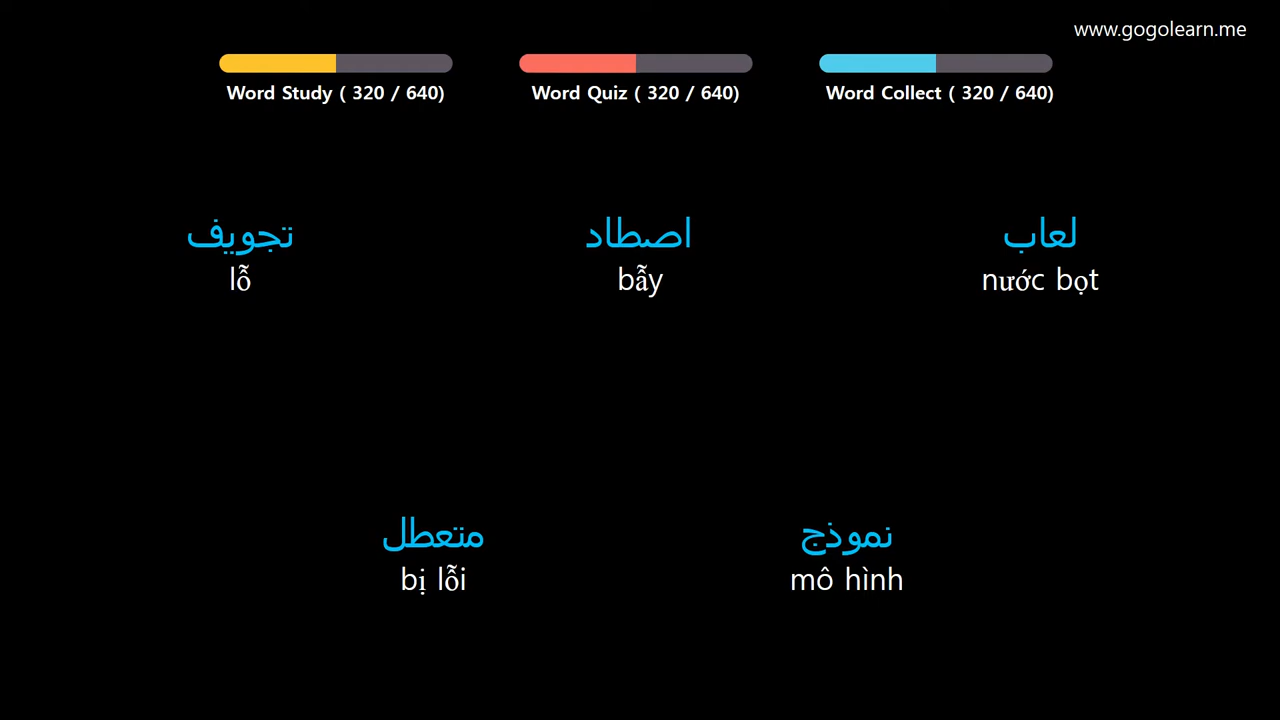 www.gogolearn.me
Word Study ( 320 / 640)
Word Quiz ( 320 / 640)
Word Collect ( 320 / 640)
تجويف
lỗ
اصطاد
bẫy
لعاب
nước bọt
متعطل
bị lỗi
نموذج
mô hình